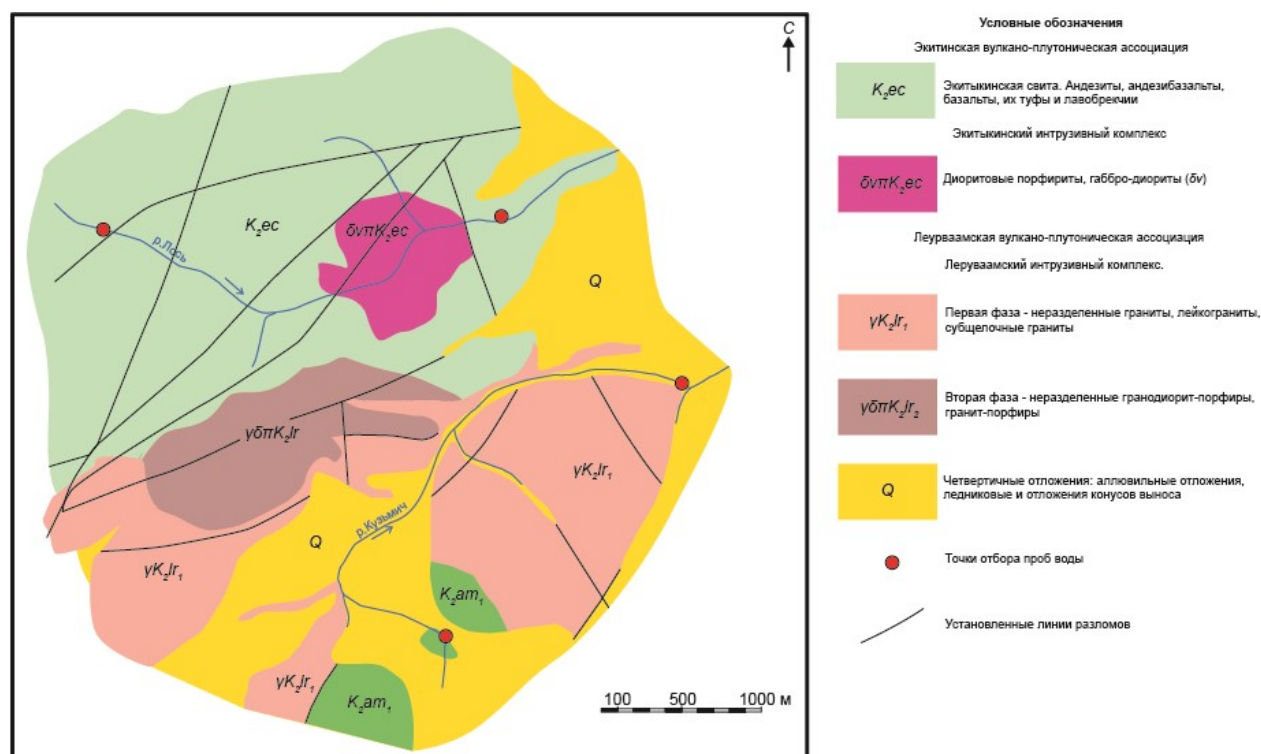 С
K₂ec
р.Лось
δνπK₂ec
Q
γδπK₂lr
γK₂lr₁
р.Кузьмич
Q
γK₂lr₁
K₂am₁
γK₂lr₁
K₂am₁
100 500 1000 м
Условные обозначения
Экитинская вулкано-плутоническая ассоциация
K₂ec
Экитыкинская свита. Андезиты, андезибазальты,
базальты, их туфы и лавобрекчии
Экитыкинский интрузивный комплекс
δνπK₂ec
Диоритовые порфириты, габбро-диориты (δν)
Леурваамская вулкано-плутоническая ассоциация
Леруваамский интрузивный комплекс.
γK₂lr₁
Первая фаза - неразделенные граниты, лейкограниты,
субщелочные граниты
γδπK₂lr₂
Вторая фаза - неразделенные гранодиорит-порфиры,
гранит-порфиры
Q
Четвертичные отложения: аллювильные отложения,
ледниковые и отложения конусов выноса
Точки отбора проб воды
Установленные линии разломов